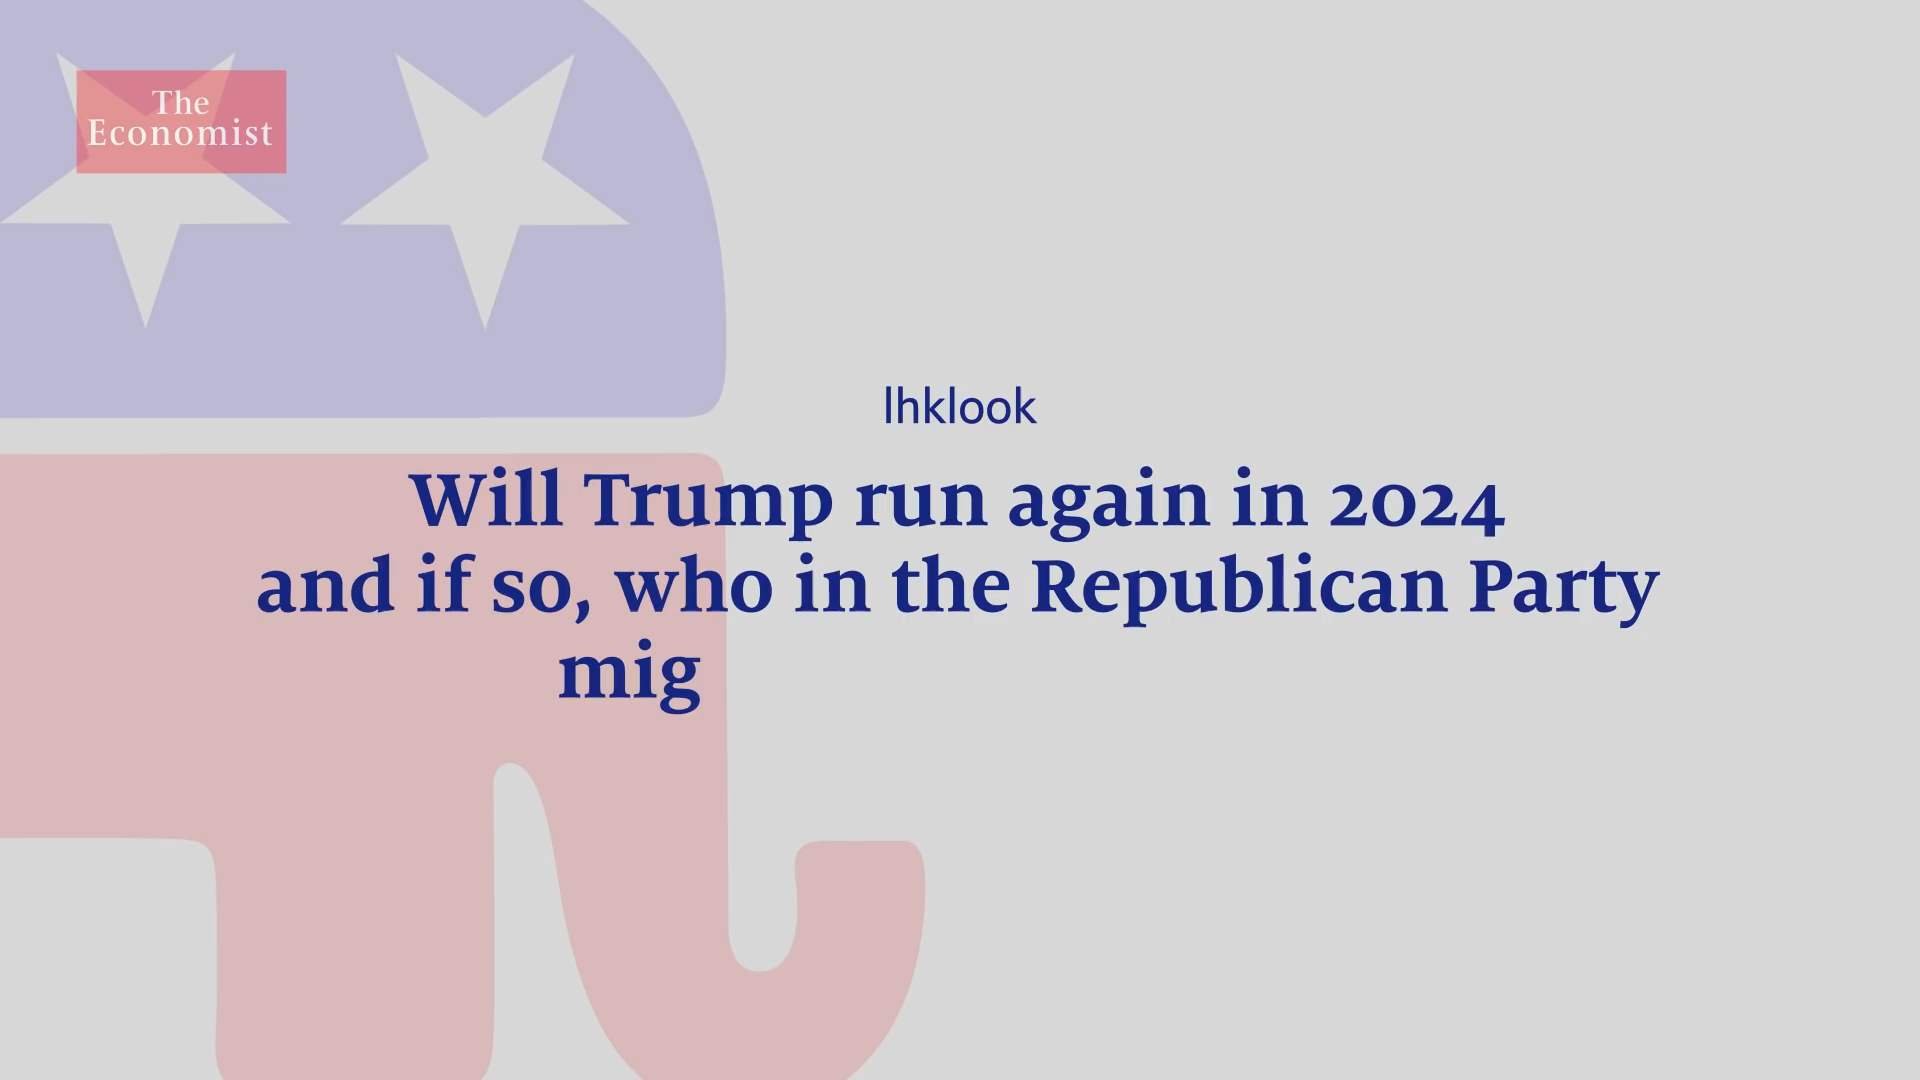 The
Economist
lhklook
Will Trump run again in 2024
and if so, who in the Republican Party
mig